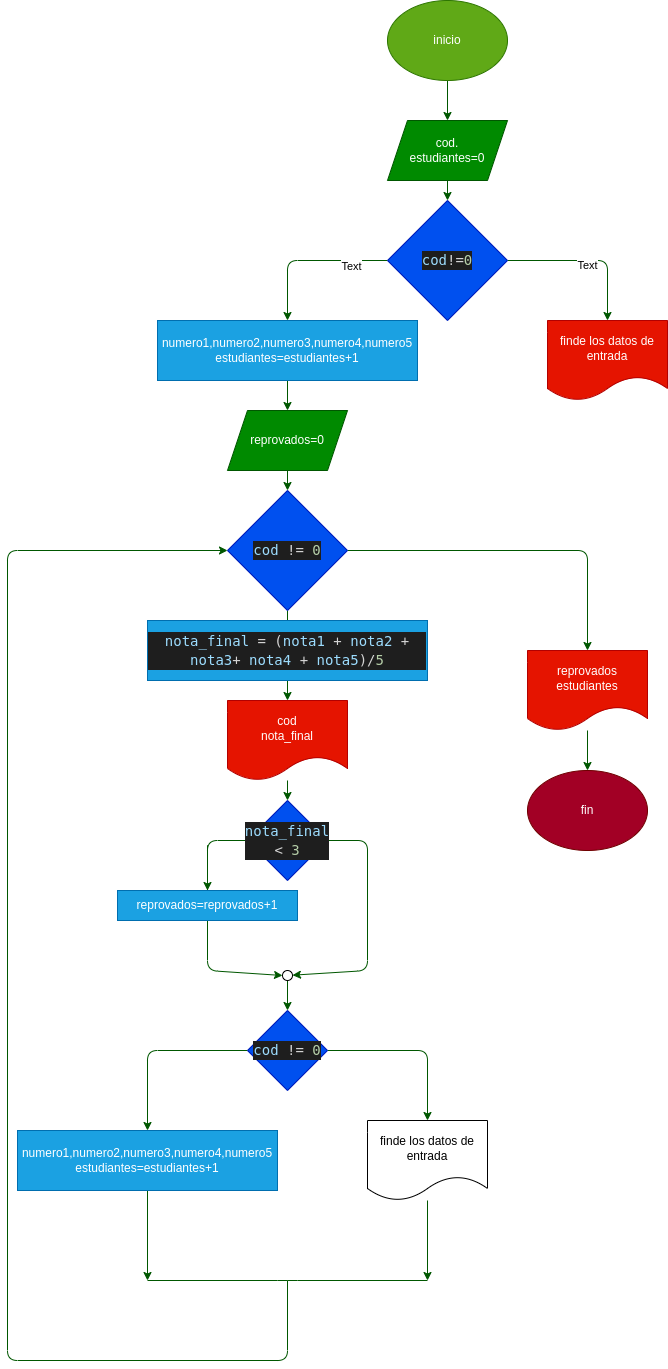 inicio
cod.
estudiantes=0
cod!=0
Text
Text
numero1,numero2,numero3,numero4,numero5
estudiantes=estudiantes+1
finde los datos de
entrada
reprovados=0
cod != 0
nota_final = (nota1 + nota2 +
nota3+ nota4 + nota5)/5
reprovados
estudiantes
cod
nota_final
fin
nota_final
< 3
reprovados=reprovados+1
cod != 0
numero1,numero2,numero3,numero4,numero5
estudiantes=estudiantes+1
finde los datos de
entrada